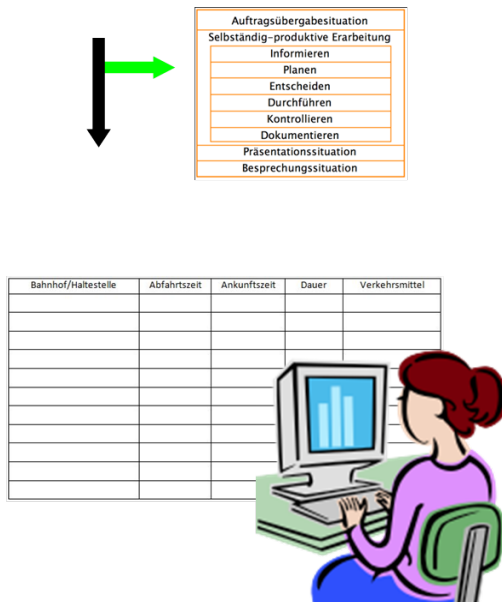 Auftragsübergabesituation
Selbständig-produktive Erarbeitung
Informieren
Planen
Entscheiden
Durchführen
Kontrollieren
Dokumentieren
Präsentationssituation
Besprechungssituation
Bahnhof/Haltestelle Abfahrtszeit Ankunftszeit Dauer Verkehrsmittel